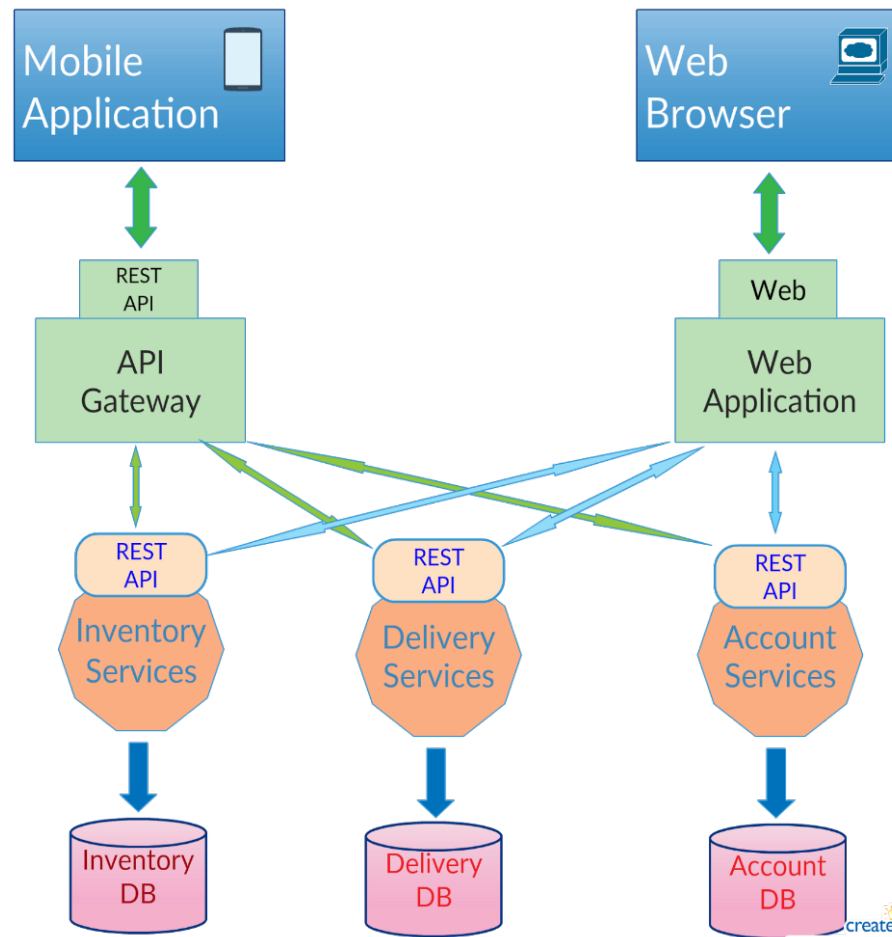 Mobile
Application
Web
Browser
REST
API
API
Gateway
Web
Web
Application
REST
API
Inventory
Services
REST
API
Delivery
Services
REST
API
Account
Services
Inventory
DB
Delivery
DB
Account
DB
create